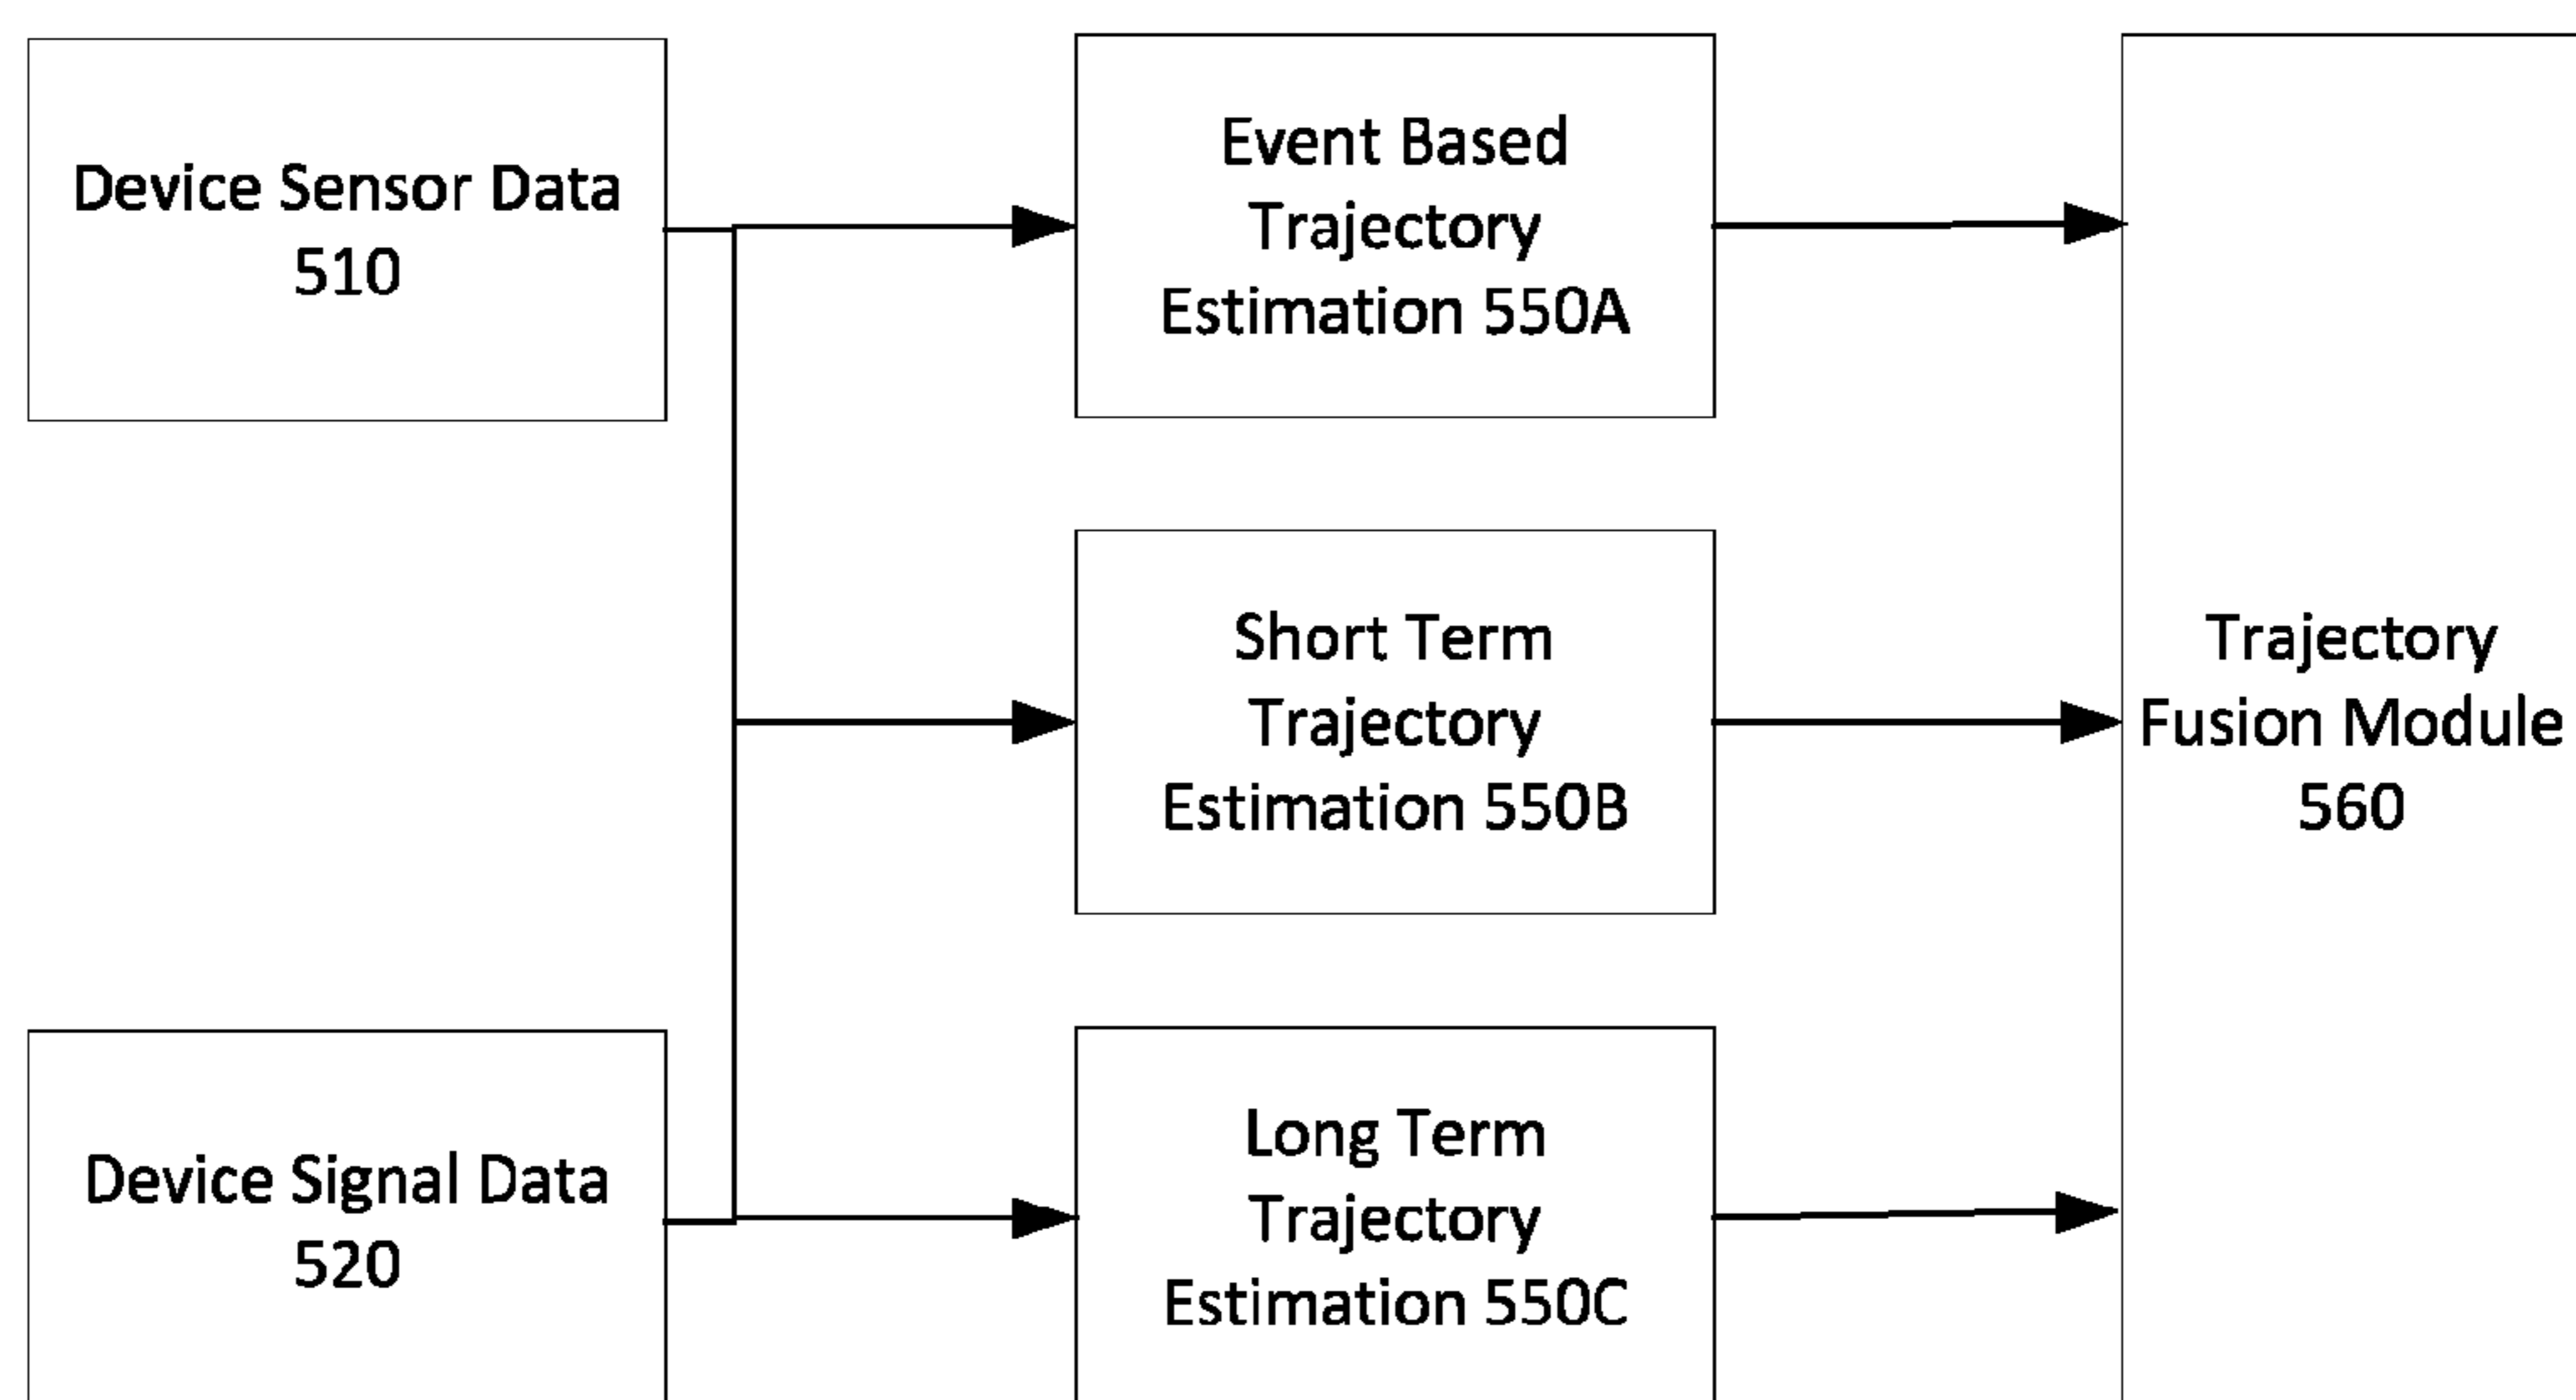 Device Sensor Data
510
Event Based
Trajectory
Estimation 550A
Short Term
Trajectory
Estimation 550B
Trajectory
Fusion Module
560
Device Signal Data
520
Long Term
Trajectory
Estimation 550C